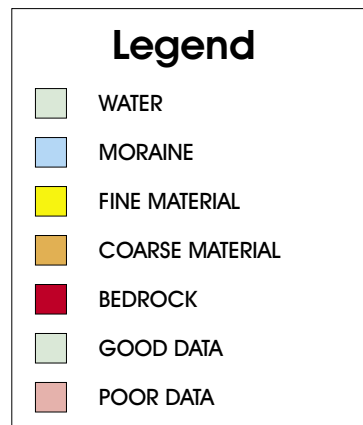 Legend
WATER
MORAINE
FINE MATERIAL
COARSE MATERIAL
BEDROCK
GOOD DATA
POOR DATA